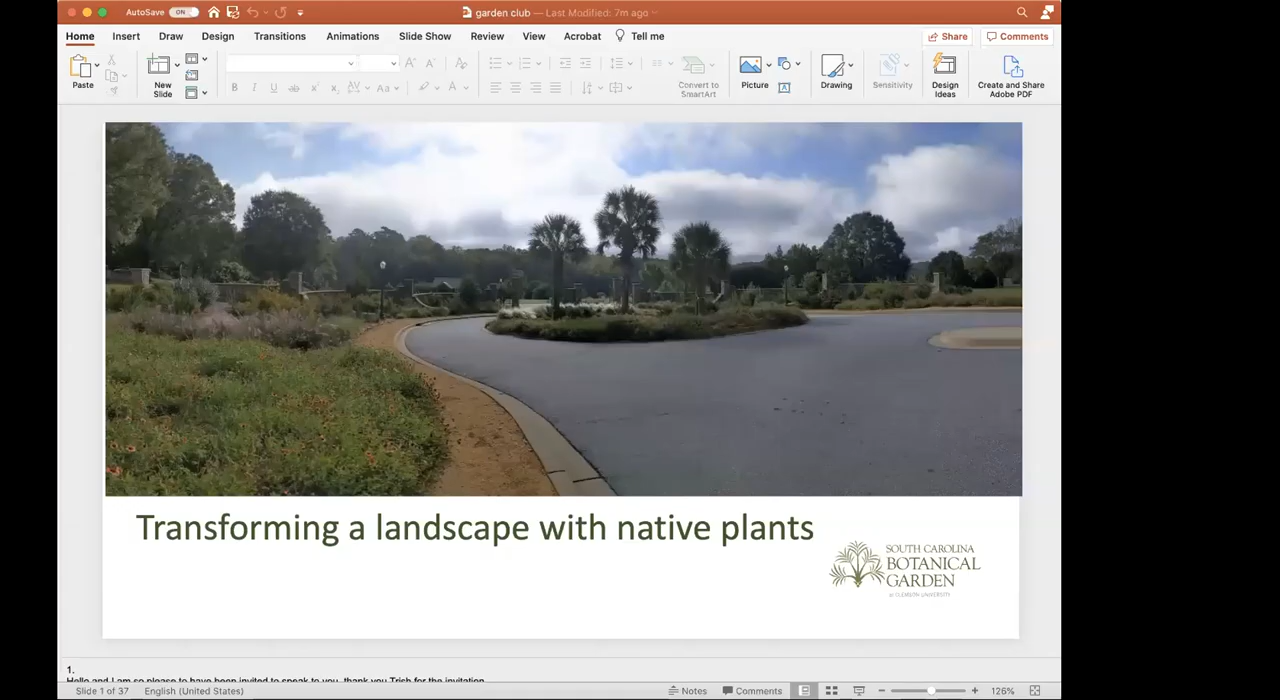 AutoSave ON garden club — Last Modified: 7m ago
Home Insert Draw Design Transitions Animations Slide Show Review View Acrobat Tell me Share Comments
Paste New Slide Convert to SmartArt Picture Drawing Sensitivity Design Ideas Create and Share Adobe PDF
Transforming a landscape with native plants
SOUTH CAROLINA
BOTANICAL
GARDEN
at CLEMSON UNIVERSITY
1.
Hello and I am so please to have been invited to speak to you, thank you Trish for the invitation
Slide 1 of 37 English (United States) Notes Comments 126%